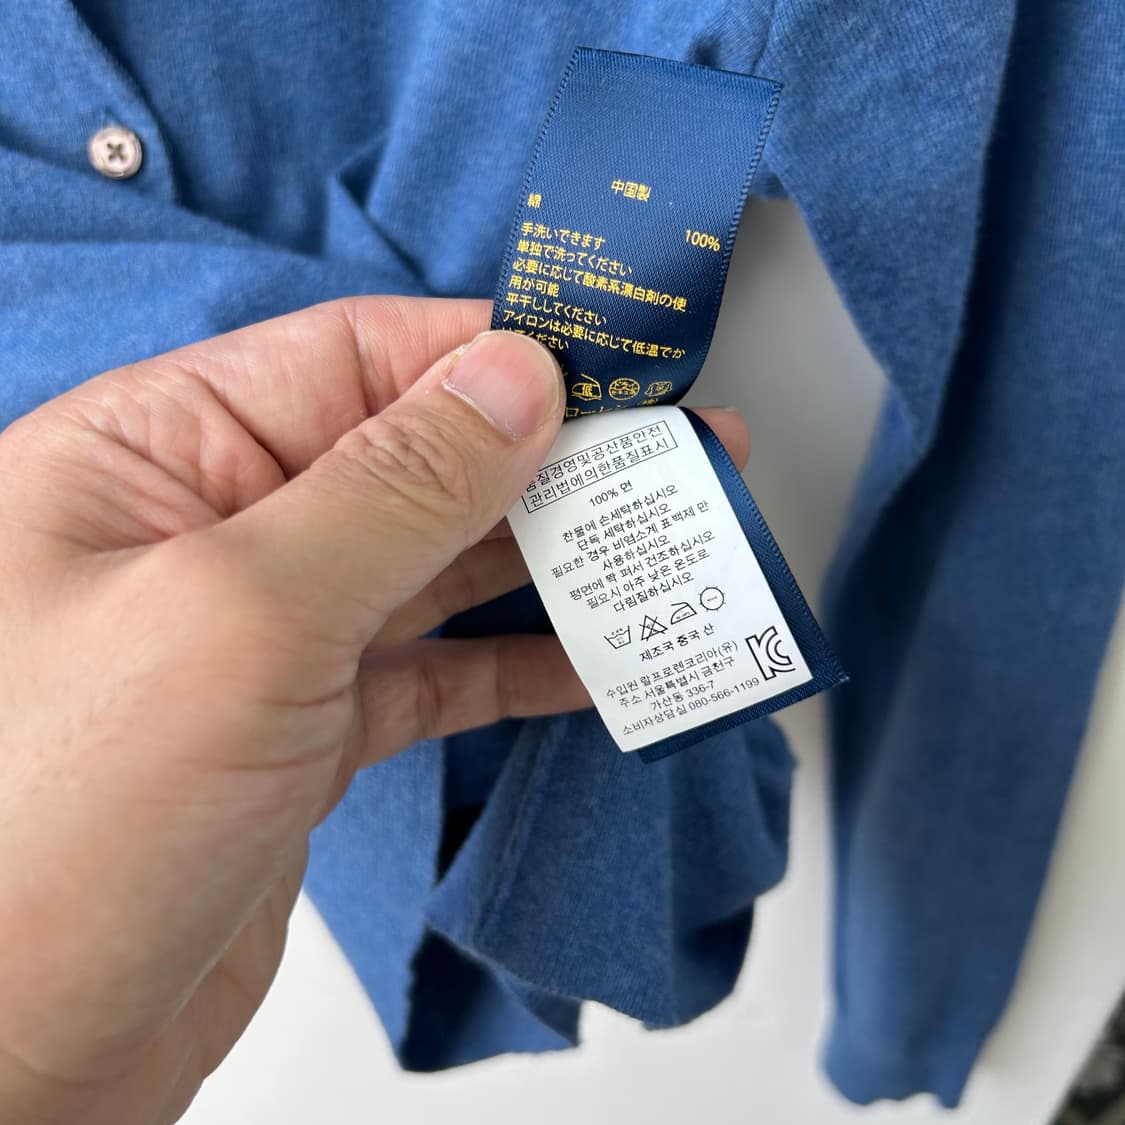 中国製
綿
100%
手洗いできます
単独で洗ってください
必要に応じて酸素系漂白剤の使
用が可能
平干ししてください
アイロンは必要に応じて低温でか
てください
低
품질경영및공산품안전
관리법에의한품질표시
100% 면
찬물에 손세탁하십시오
단독 세탁하십시오
필요한 경우 비염소계 표백제 만
사용하십시오
평면에 쫙 펴서 건조하십시오
필요시 아주 낮은 온도로
다림질하십시오
제조국 중국 산
수입원 랄프로렌코리아(유)
주소 서울특별시 금천구
가산동 336-7
소비자상담실 080-566-1199